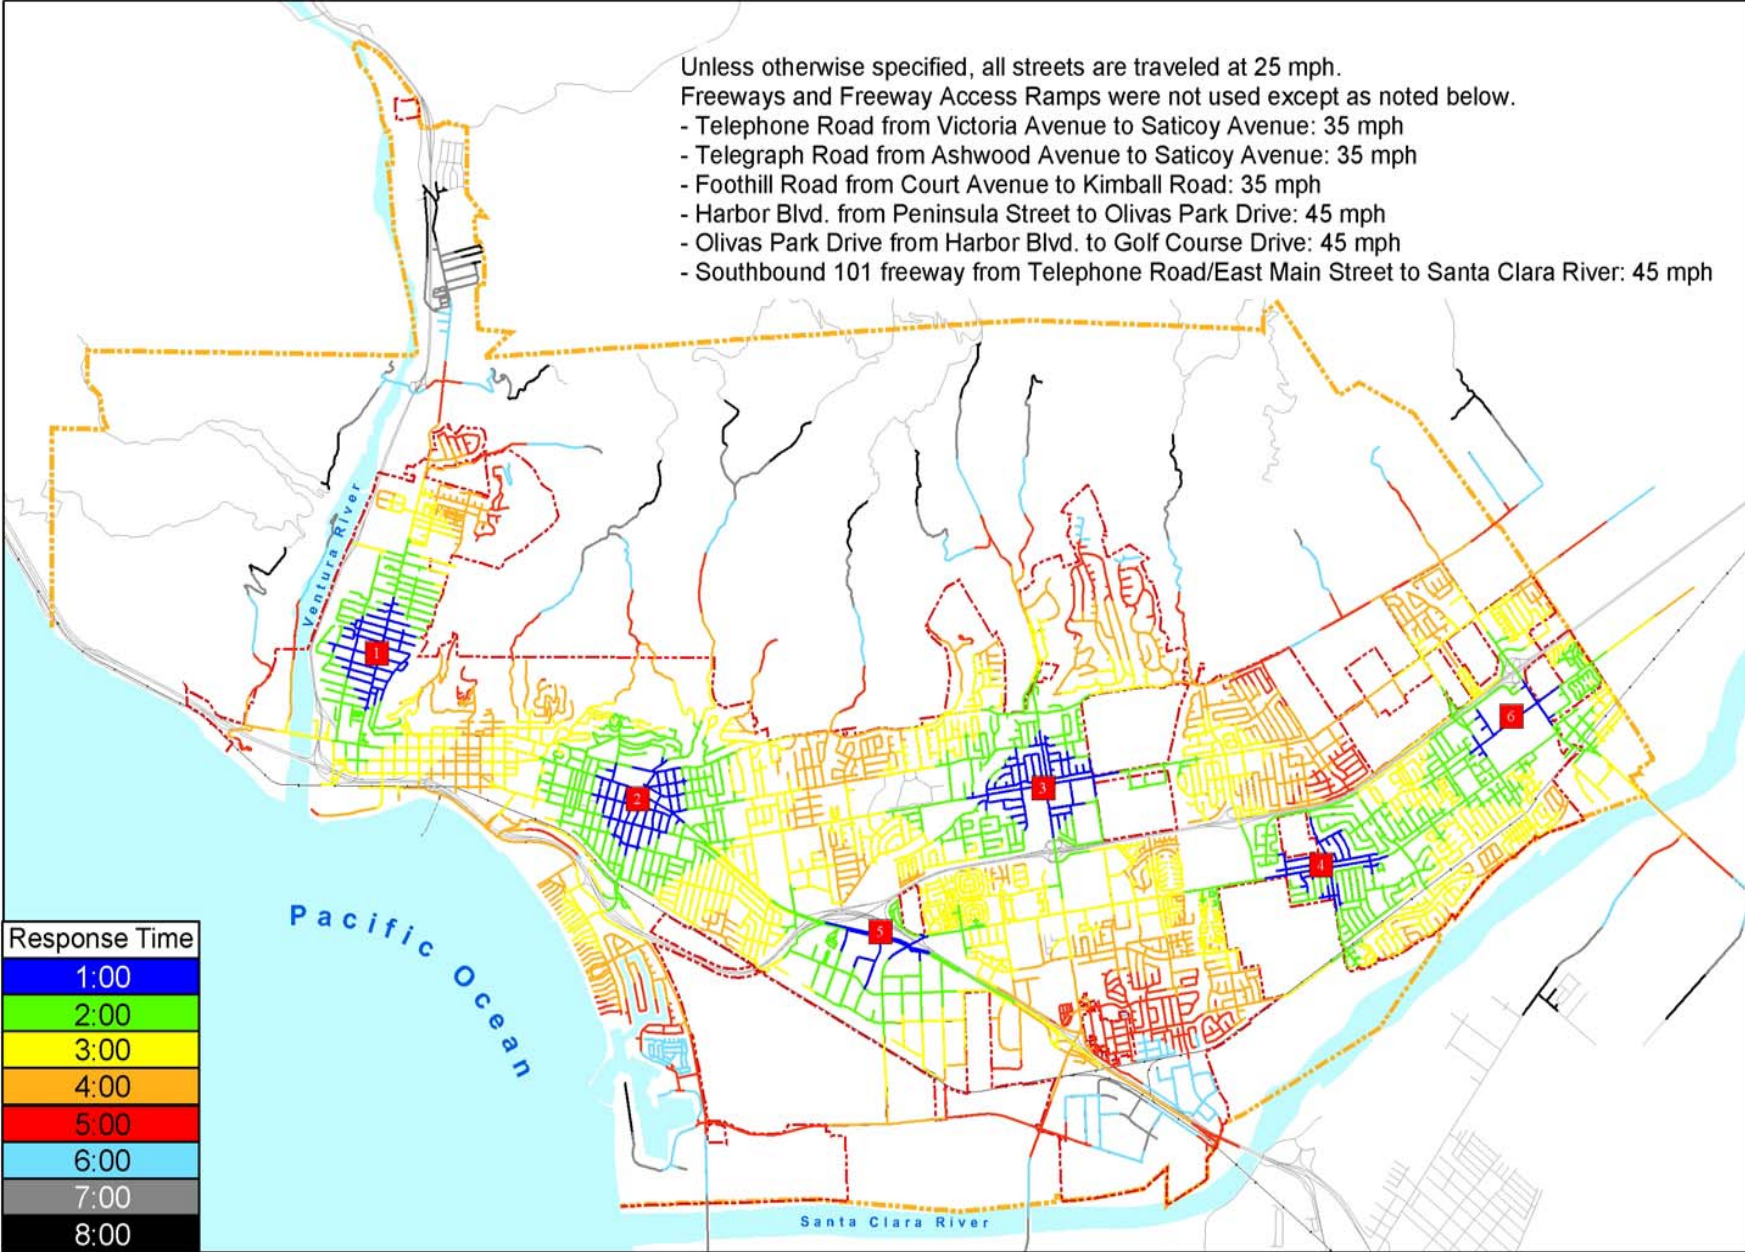 Unless otherwise specified, all streets are traveled at 25 mph.
Freeways and Freeway Access Ramps were not used except as noted below.
- Telephone Road from Victoria Avenue to Saticoy Avenue: 35 mph
- Telegraph Road from Ashwood Avenue to Saticoy Avenue: 35 mph
- Foothill Road from Court Avenue to Kimball Road: 35 mph
- Harbor Blvd. from Peninsula Street to Olivas Park Drive: 45 mph
- Olivas Park Drive from Harbor Blvd. to Golf Course Drive: 45 mph
- Southbound 101 freeway from Telephone Road/East Main Street to Santa Clara River: 45 mph
Ventura River
1
2
3
4
5
6
Pacific Ocean
Santa Clara River
Response Time
1:00
2:00
3:00
4:00
5:00
6:00
7:00
8:00